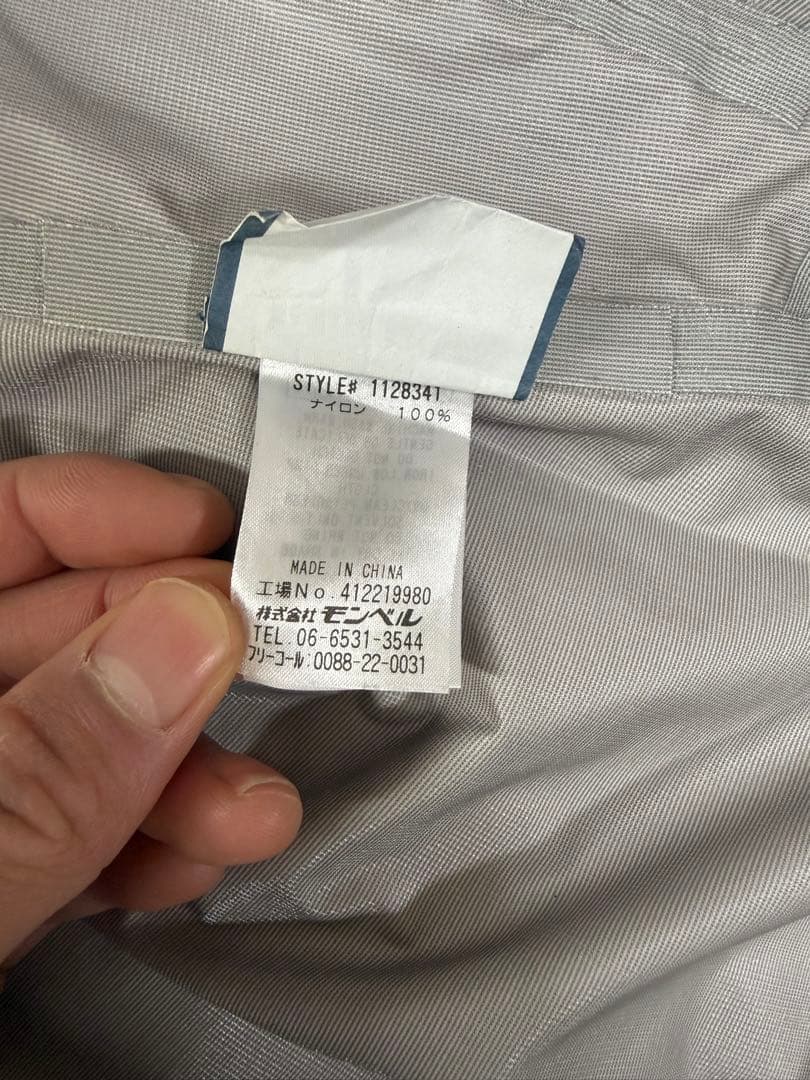 STYLE# 1128341
ナイロン 100%
MADE IN CHINA
工場No.412219980
株式会社 モンベル
TEL.06-6531-3544
フリーコール:0088-22-0031